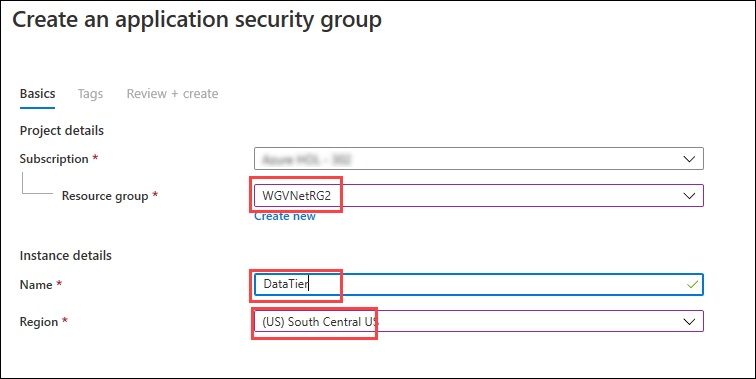 Create an application security group
Basics Tags Review + create
Project details
Subscription *
Resource group * WGVNetRG2
Create new
Instance details
Name * DataTier
Region * (US) South Central US